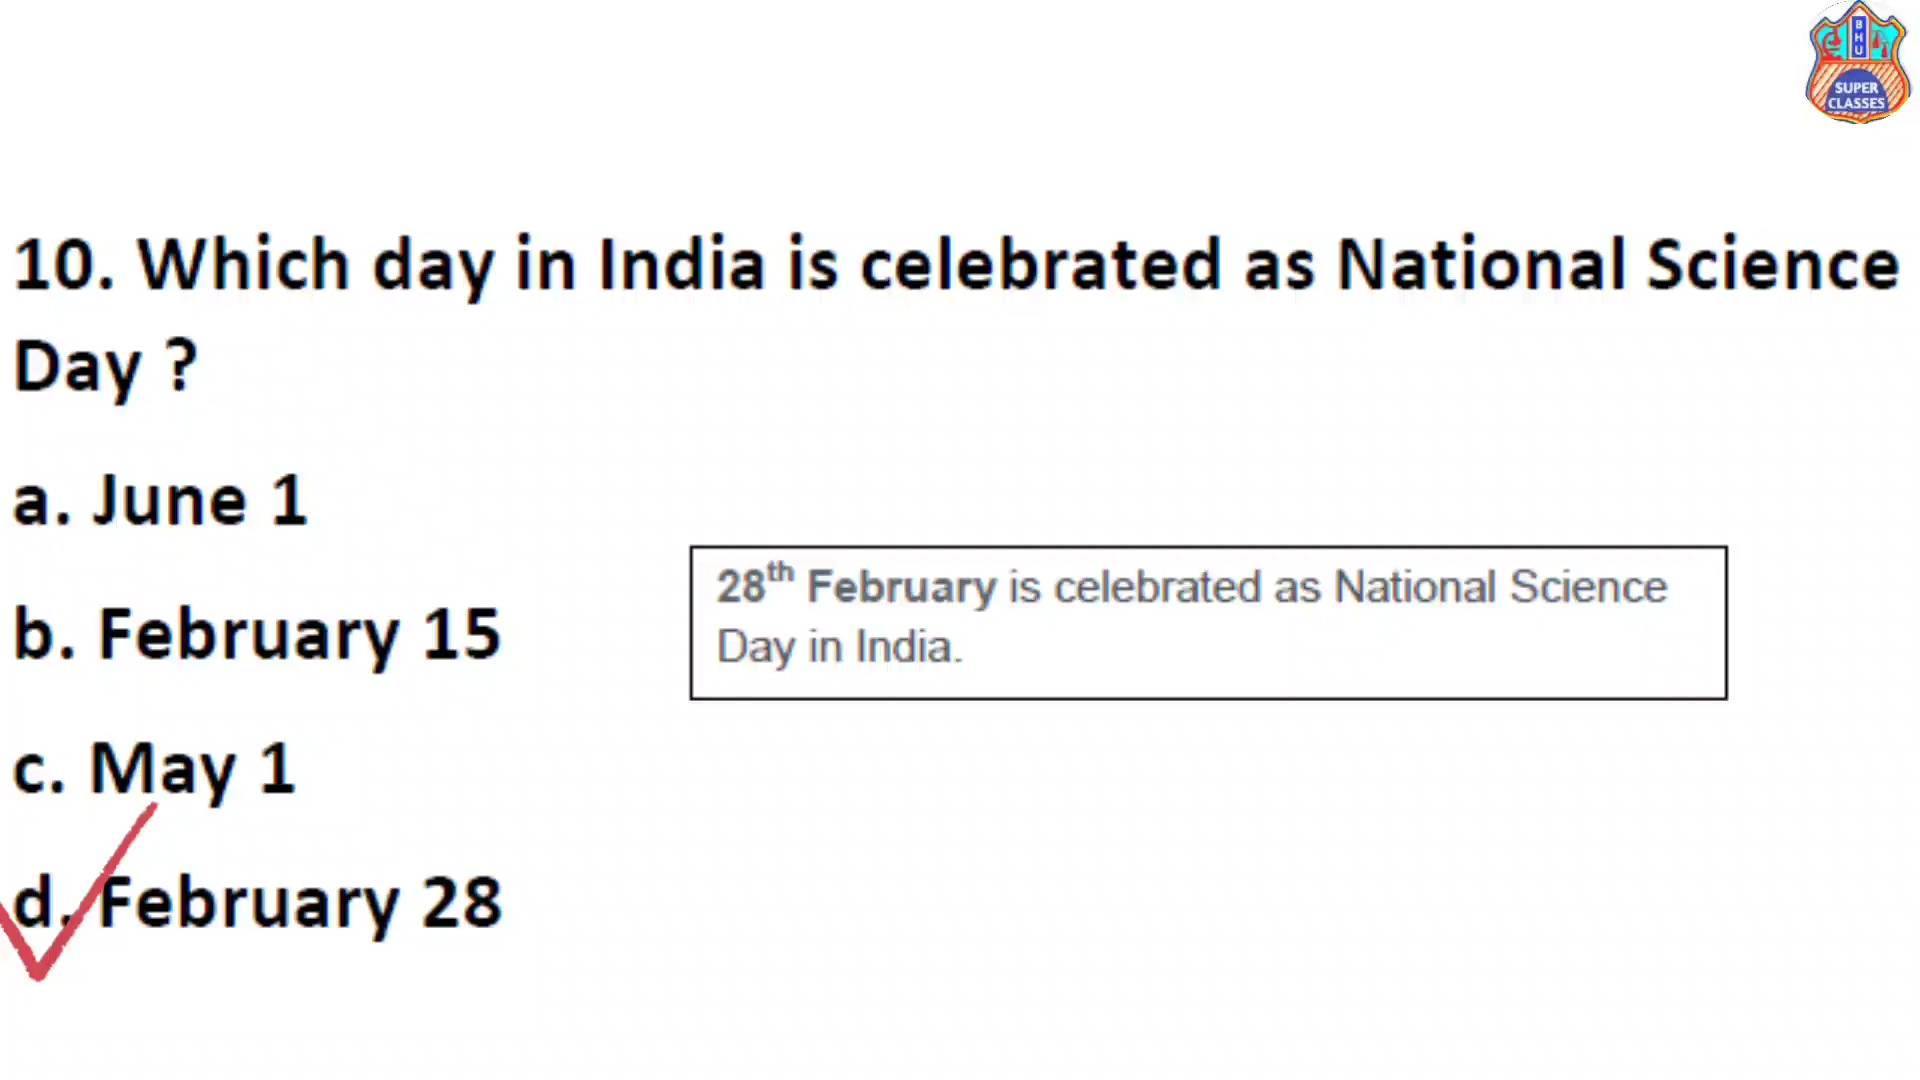 BHU
SUPER
CLASSES
10. Which day in India is celebrated as National Science
Day ?
a. June 1
b. February 15
28th February is celebrated as National Science
Day in India.
c. May 1
d. February 28